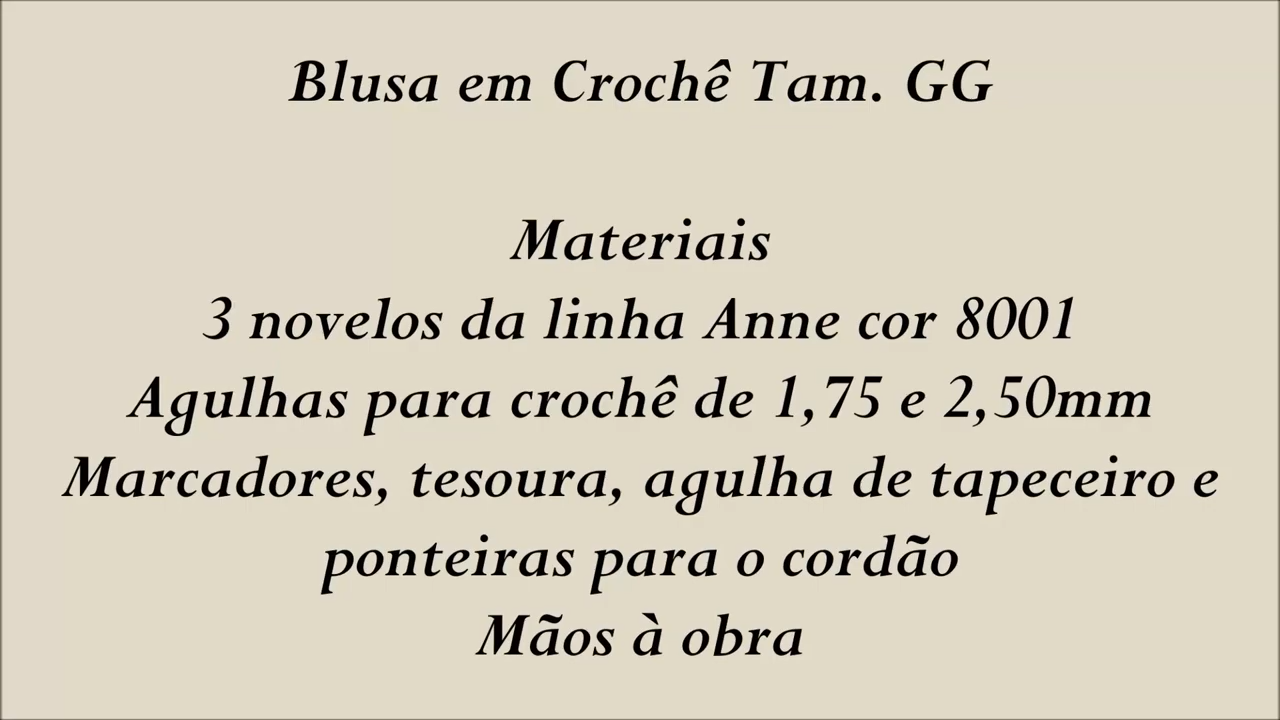 Blusa em Crochê Tam. GG
Materiais
3 novelos da linha Anne cor 8001
Agulhas para crochê de 1,75 e 2,50mm
Marcadores, tesoura, agulha de tapeceiro e
ponteiras para o cordão
Mãos à obra